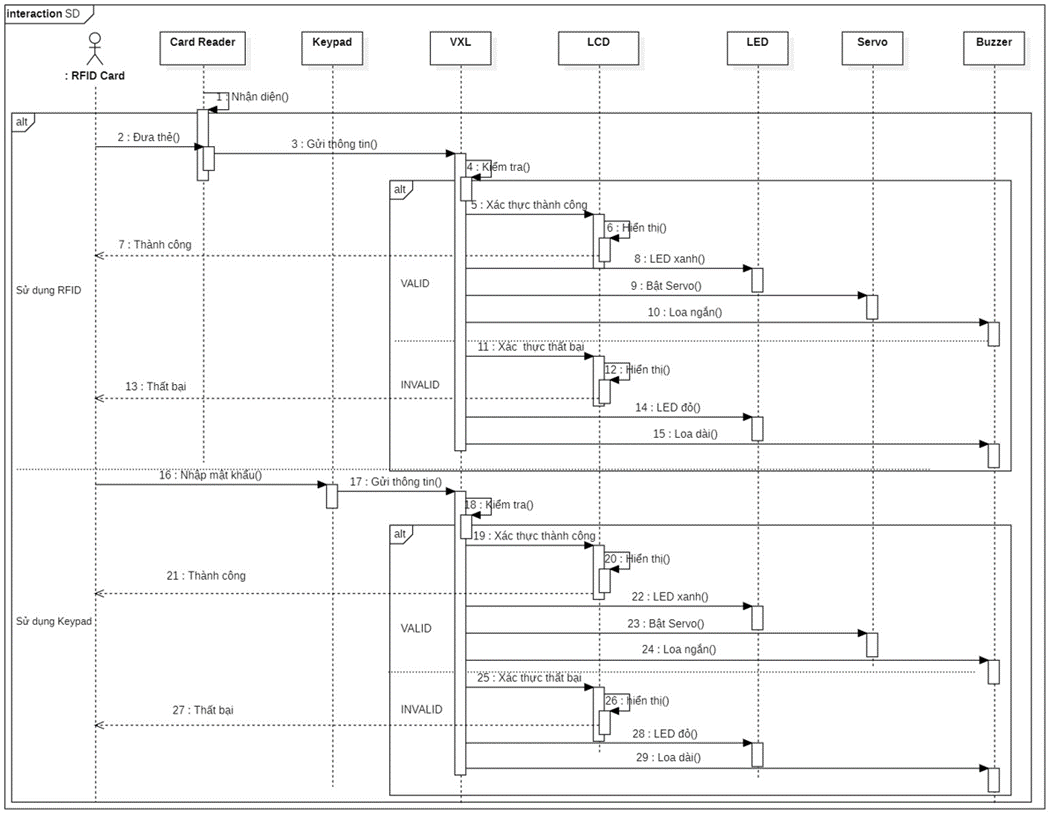 interaction SD
Card Reader
Keypad
VXL
LCD
LED
Servo
Buzzer
: RFID Card
1 : Nhận diện()
alt
2 : Đưa thẻ()
3 : Gửi thông tin()
4 : Kiểm tra()
alt
5 : Xác thực thành công
6 : Hiển thị()
7 : Thành công
8 : LED xanh()
VALID
9 : Bật Servo()
Sử dụng RFID
10 : Loa ngắn()
11 : Xác thực thất bại
12 : Hiển thị()
13 : Thất bại
INVALID
14 : LED đỏ()
15 : Loa dài()
16 : Nhập mật khẩu()
17 : Gửi thông tin()
18 : Kiểm tra()
alt
19 : Xác thực thành công
20 : Hiển thị()
21 : Thành công
22 : LED xanh()
Sử dụng Keypad
23 : Bật Servo()
VALID
24 : Loa ngắn()
25 : Xác thực thất bại
26 : hiển thị()
27 : Thất bại
INVALID
28 : LED đỏ()
29 : Loa dài()